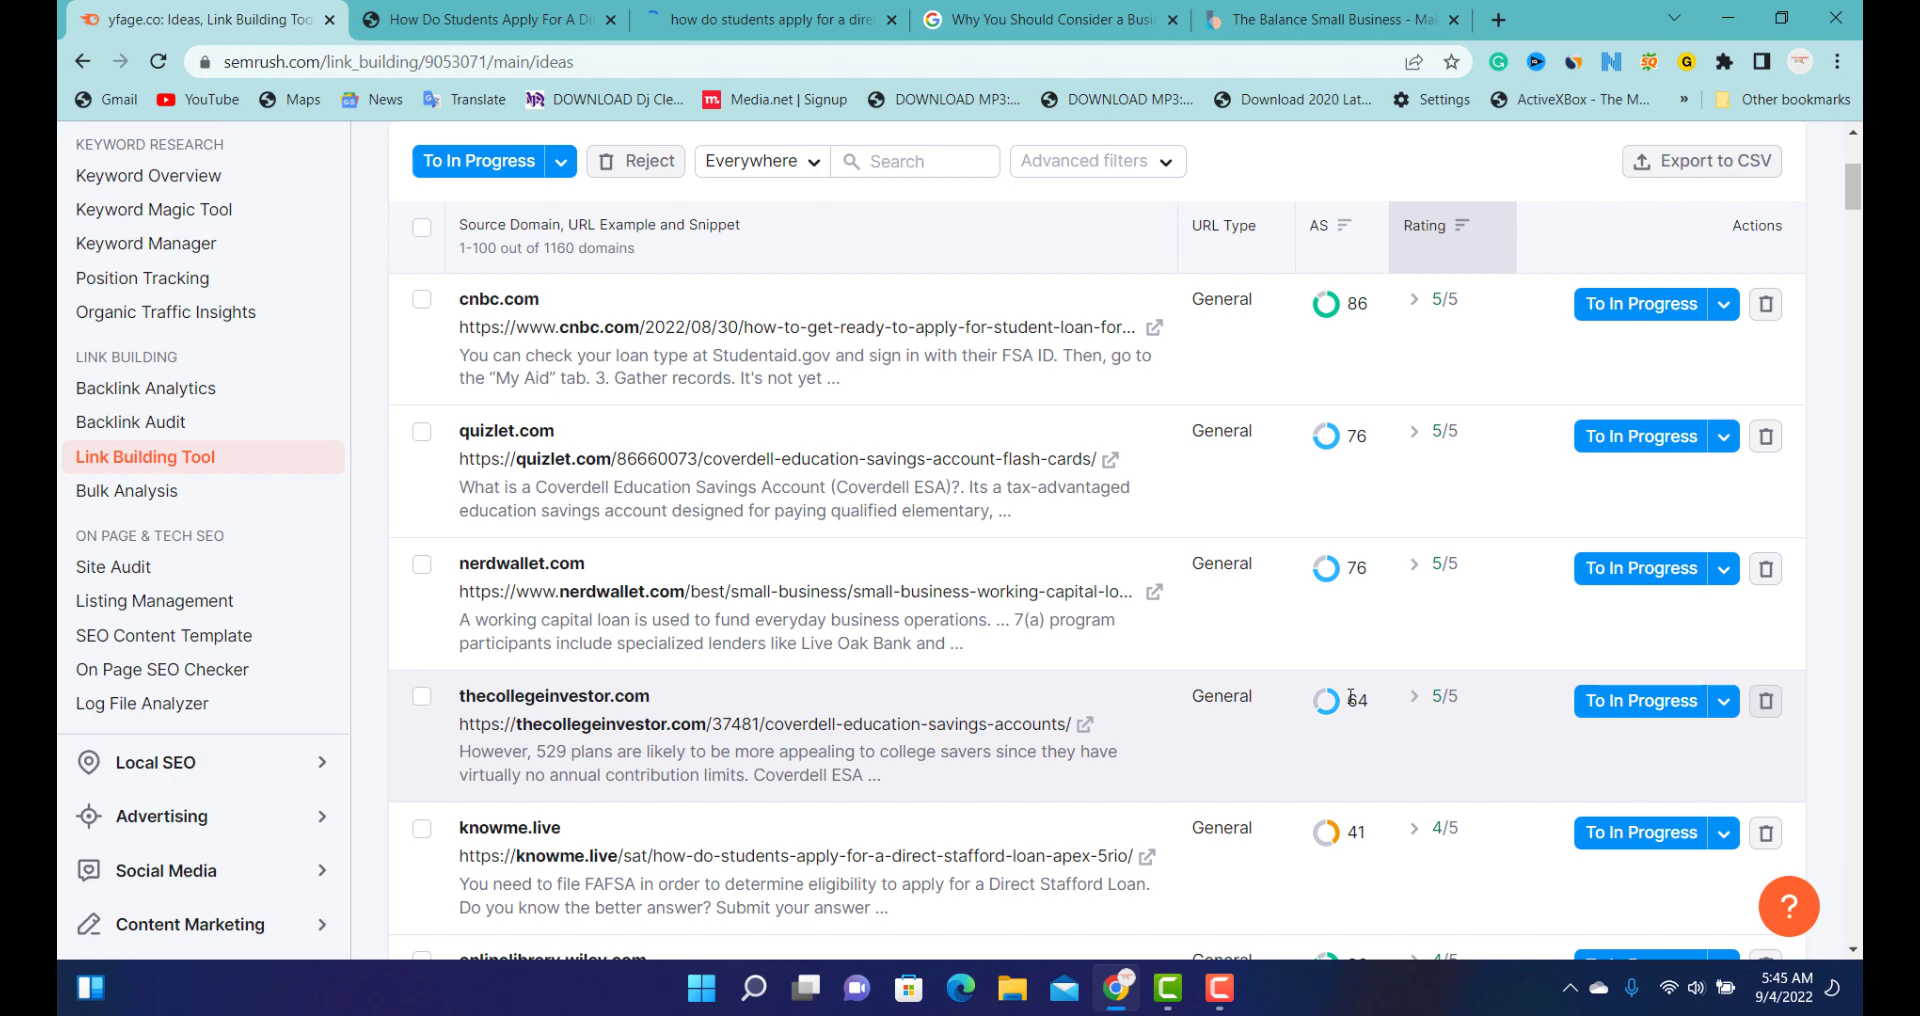 yfage.co: Ideas, Link Building Too
How Do Students Apply For A Di
how do students apply for a dire
Why You Should Consider a Busi
The Balance Small Business - Ma
semrush.com/link_building/9053071/main/ideas
Gmail
YouTube
Maps
News
Translate
DOWNLOAD Dj Cle...
Media.net | Signup
DOWNLOAD MP3:...
DOWNLOAD MP3:...
Download 2020 Lat...
Settings
ActiveXBox - The M...
»
Other bookmarks
KEYWORD RESEARCH
Keyword Overview
Keyword Magic Tool
Keyword Manager
Position Tracking
Organic Traffic Insights
LINK BUILDING
Backlink Analytics
Backlink Audit
Link Building Tool
Bulk Analysis
ON PAGE & TECH SEO
Site Audit
Listing Management
SEO Content Template
On Page SEO Checker
Log File Analyzer
Local SEO
Advertising
Social Media
Content Marketing
To In Progress
Reject
Everywhere
Search
Advanced filters
Export to CSV
Source Domain, URL Example and Snippet
1-100 out of 1160 domains
URL Type
AS
Rating
Actions
cnbc.com
General
86
5/5
To In Progress
https://www.cnbc.com/2022/08/30/how-to-get-ready-to-apply-for-student-loan-for...
You can check your loan type at Studentaid.gov and sign in with their FSA ID. Then, go to
the “My Aid” tab. 3. Gather records. It's not yet ...
quizlet.com
General
76
5/5
To In Progress
https://quizlet.com/86660073/coverdell-education-savings-account-flash-cards/
What is a Coverdell Education Savings Account (Coverdell ESA)?. Its a tax-advantaged
education savings account designed for paying qualified elementary, ...
nerdwallet.com
General
76
5/5
To In Progress
https://www.nerdwallet.com/best/small-business/small-business-working-capital-lo...
A working capital loan is used to fund everyday business operations. ... 7(a) program
participants include specialized lenders like Live Oak Bank and ...
thecollegeinvestor.com
General
64
5/5
To In Progress
https://thecollegeinvestor.com/37481/coverdell-education-savings-accounts/
However, 529 plans are likely to be more appealing to college savers since they have
virtually no annual contribution limits. Coverdell ESA ...
knowme.live
General
41
4/5
To In Progress
https://knowme.live/sat/how-do-students-apply-for-a-direct-stafford-loan-apex-5rio/
You need to file FAFSA in order to determine eligibility to apply for a Direct Stafford Loan.
Do you know the better answer? Submit your answer ...
onlinelibrary.wiley.com
General
4/5
To In Progress
?
5:45 AM
9/4/2022